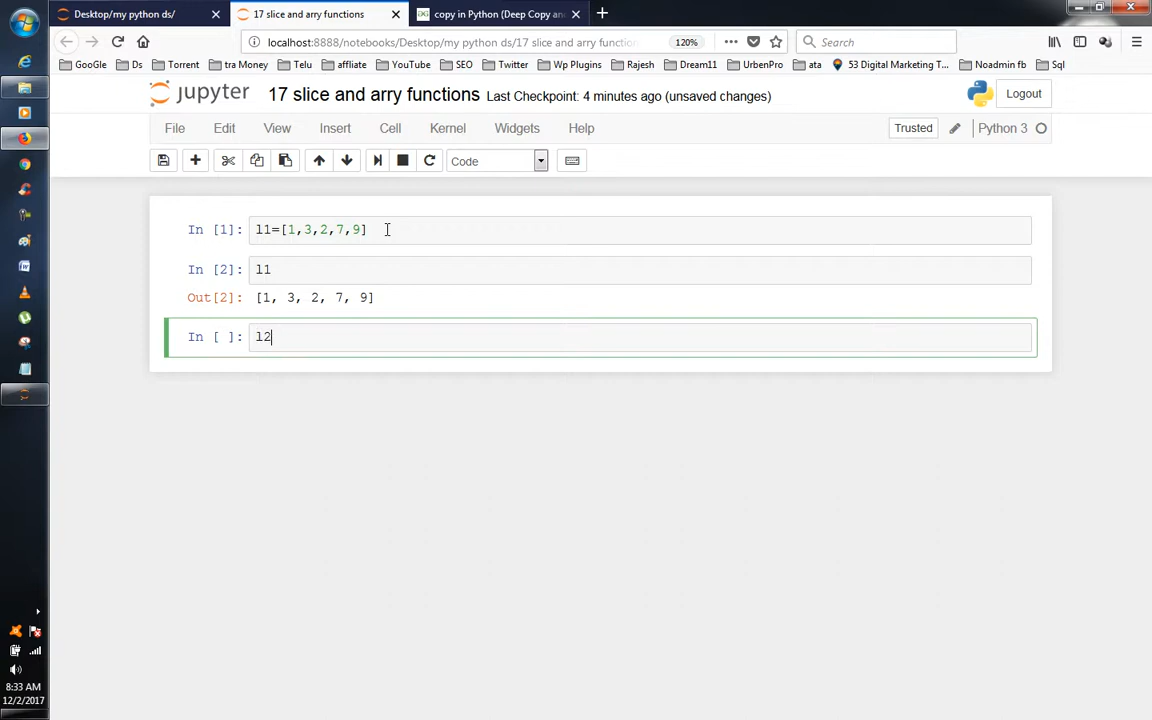 Desktop/my python ds/
17 slice and arry functions
copy in Python (Deep Copy and
localhost:8888/notebooks/Desktop/my python ds/17 slice and arry function
120%
Search
GooGle
Ds
Torrent
tra Money
Telu
affliate
YouTube
SEO
Twitter
Wp Plugins
Rajesh
Dream11
UrbenPro
ata
53 Digital Marketing T...
Noadmin fb
Sql
jupyter
17 slice and arry functions Last Checkpoint: 4 minutes ago (unsaved changes)
Logout
File
Edit
View
Insert
Cell
Kernel
Widgets
Help
Trusted
Python 3
Code
In [1]: l1=[1,3,2,7,9]
In [2]: l1
Out[2]: [1, 3, 2, 7, 9]
In [ ]: l2
8:33 AM
12/2/2017